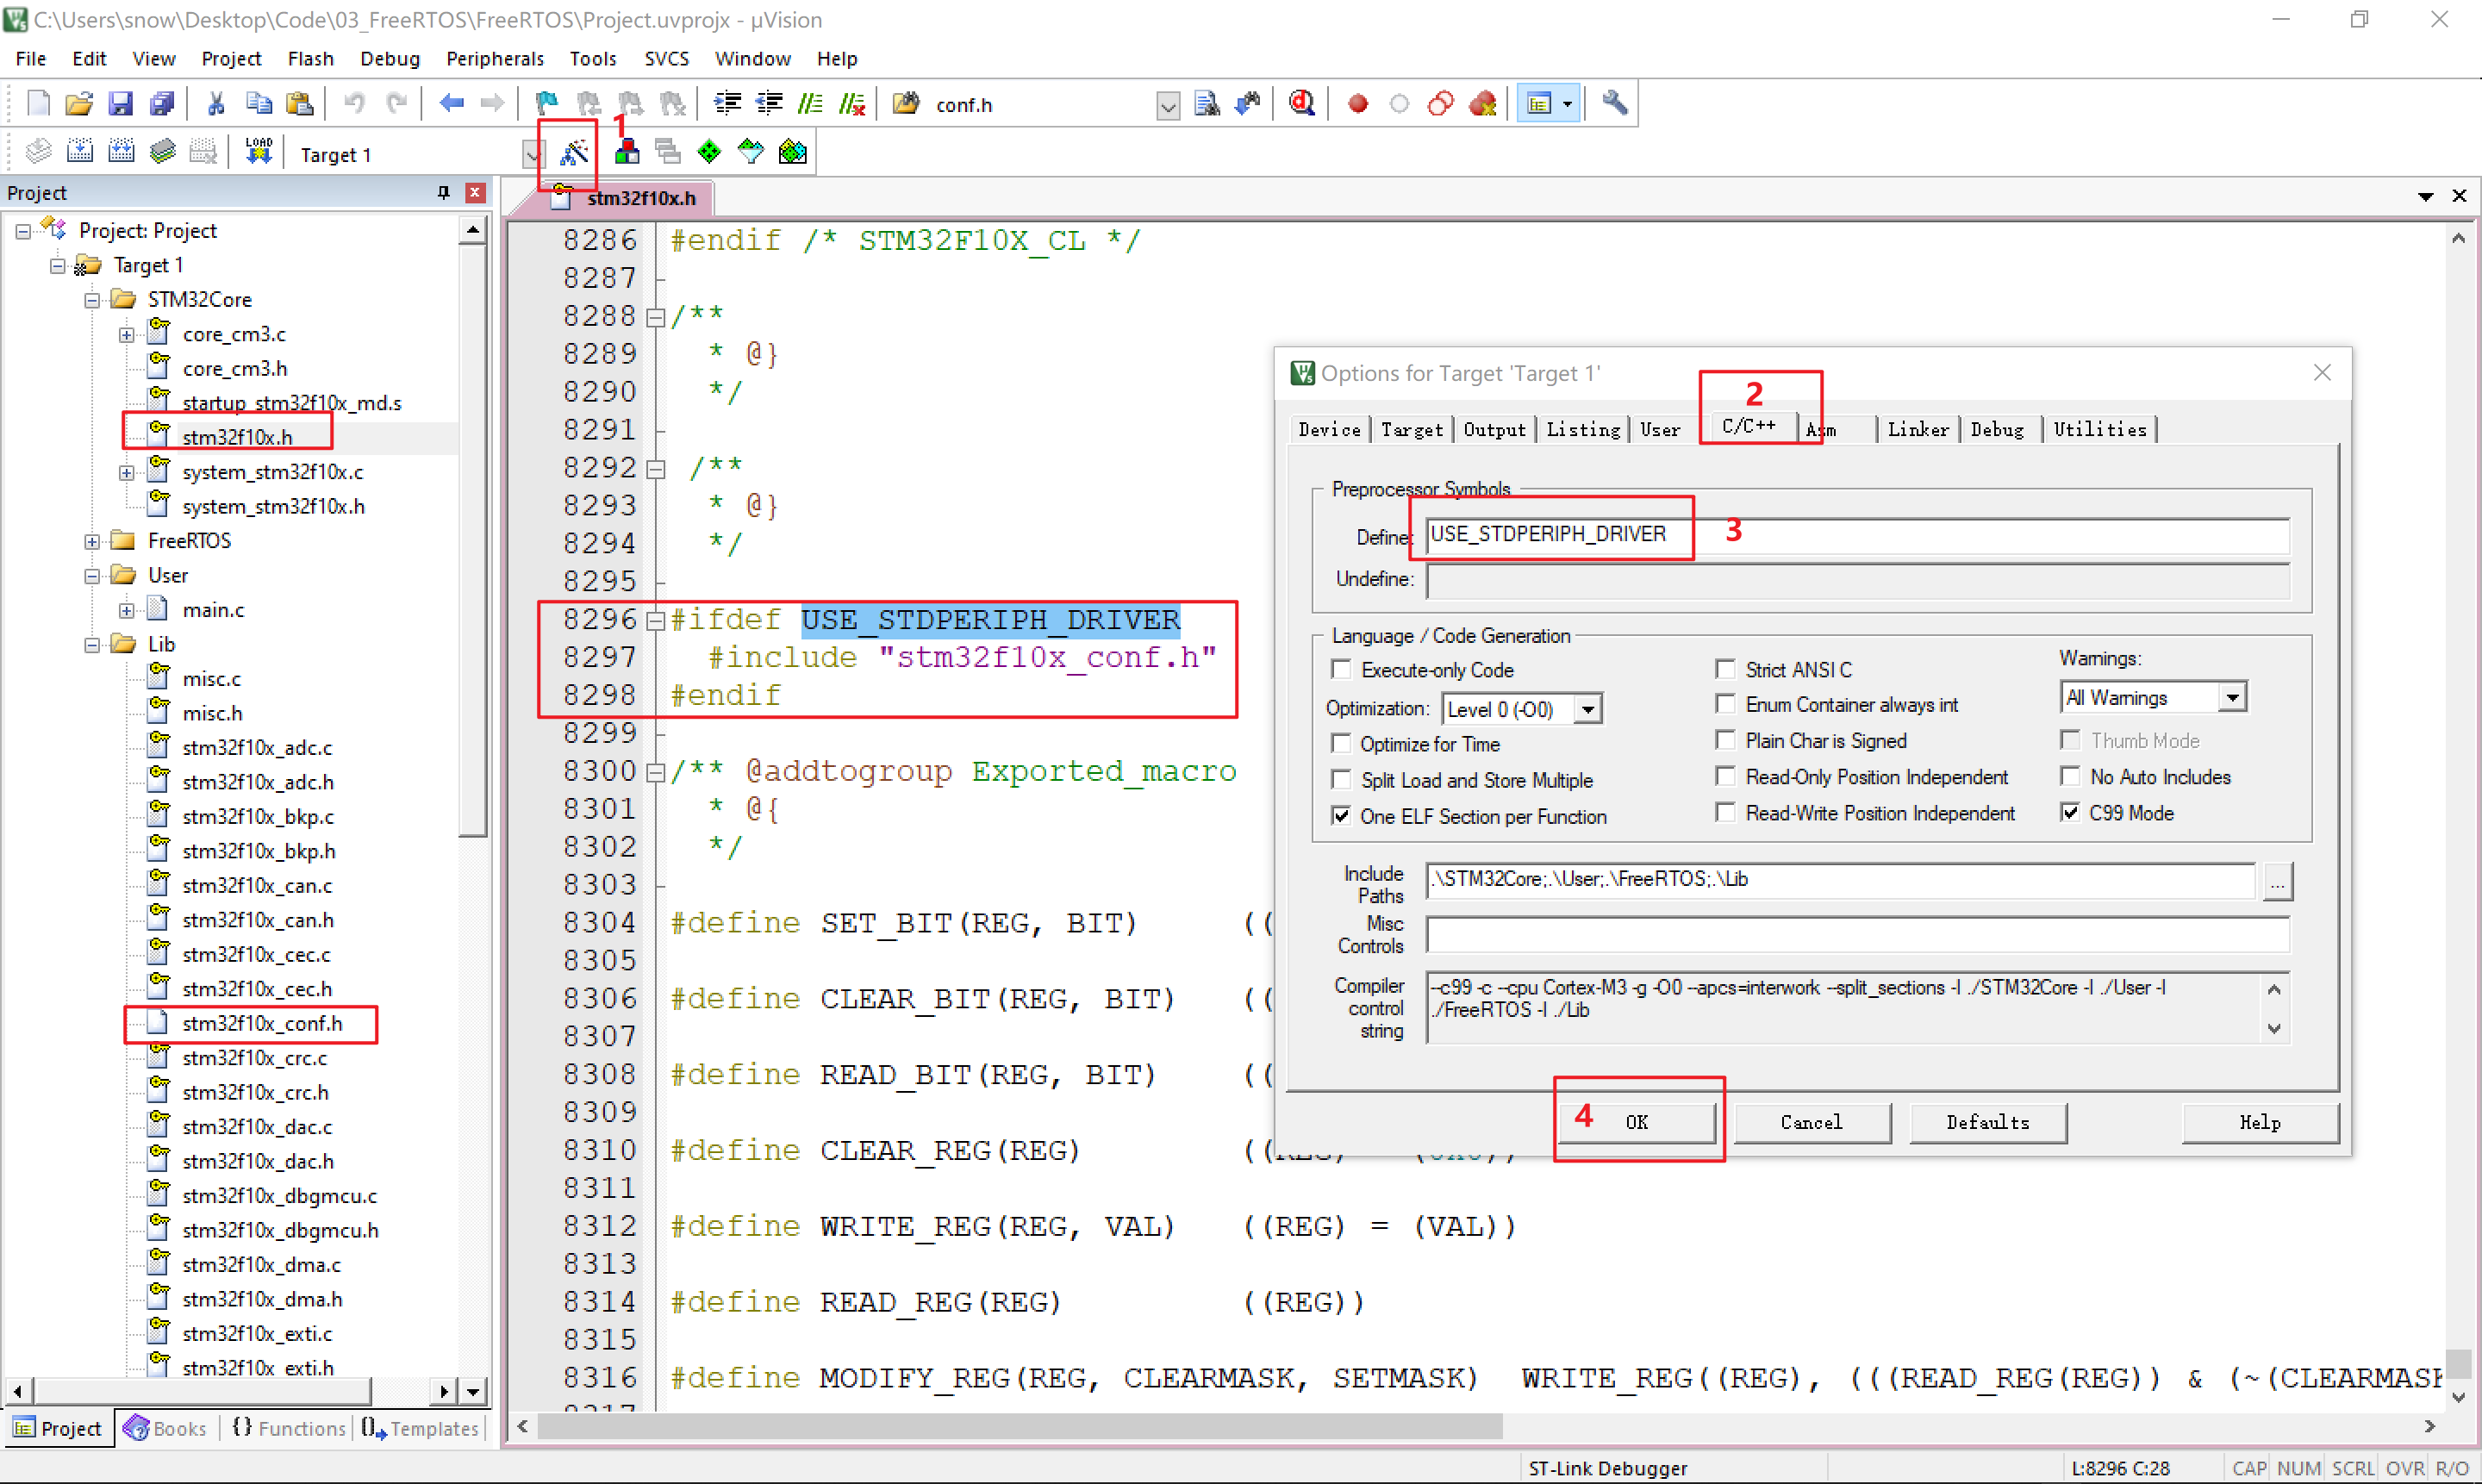 C:\Users\snow\Desktop\Code\03_FreeRTOS\FreeRTOS\Project.uvprojx - µVision
File Edit View Project Flash Debug Peripherals Tools SVCS Window Help
conf.h
LOAD
Target 1
1
Project
stm32f10x.h
Project: Project
Target 1
STM32Core
core_cm3.c
core_cm3.h
startup_stm32f10x_md.s
stm32f10x.h
system_stm32f10x.c
system_stm32f10x.h
FreeRTOS
User
main.c
Lib
misc.c
misc.h
stm32f10x_adc.c
stm32f10x_adc.h
stm32f10x_bkp.c
stm32f10x_bkp.h
stm32f10x_can.c
stm32f10x_can.h
stm32f10x_cec.c
stm32f10x_cec.h
stm32f10x_conf.h
stm32f10x_crc.c
stm32f10x_crc.h
stm32f10x_dac.c
stm32f10x_dac.h
stm32f10x_dbgmcu.c
stm32f10x_dbgmcu.h
stm32f10x_dma.c
stm32f10x_dma.h
stm32f10x_exti.c
stm32f10x_exti.h
Project Books {} Functions Templates
8286 #endif /* STM32F10X_CL */
8287
8288 /**
8289 * @}
8290 */
8291
8292 /**
8293 * @}
8294 */
8295
8296 #ifdef USE_STDPERIPH_DRIVER
8297 #include "stm32f10x_conf.h"
8298 #endif
8299
8300 /** @addtogroup Exported_macro
8301 * @{
8302 */
8303
8304 #define SET_BIT(REG, BIT) ((
8305
8306 #define CLEAR_BIT(REG, BIT) ((
8307
8308 #define READ_BIT(REG, BIT) ((
8309
8310 #define CLEAR_REG(REG) ((REG) = (0x0))
8311
8312 #define WRITE_REG(REG, VAL) ((REG) = (VAL))
8313
8314 #define READ_REG(REG) ((REG))
8315
8316 #define MODIFY_REG(REG, CLEARMASK, SETMASK) WRITE_REG((REG), (((READ_REG(REG)) & (~(CLEARMASK
8317
Options for Target 'Target 1'
2
Device Target Output Listing User C/C++ Asm Linker Debug Utilities
Preprocessor Symbols
Define: USE_STDPERIPH_DRIVER
3
Undefine:
Language / Code Generation
Execute-only Code
Optimization: Level 0 (-O0)
Optimize for Time
Split Load and Store Multiple
One ELF Section per Function
Strict ANSI C
Enum Container always int
Plain Char is Signed
Read-Only Position Independent
Read-Write Position Independent
Warnings:
All Warnings
Thumb Mode
No Auto Includes
C99 Mode
Include
Paths
.\STM32Core;.\User;.\FreeRTOS;.\Lib
...
Misc
Controls
Compiler
control
string
--c99 -c --cpu Cortex-M3 -g -O0 --apcs=interwork --split_sections -I ./STM32Core -I ./User -I
./FreeRTOS -I ./Lib
4
OK Cancel Defaults Help
ST-Link Debugger L:8296 C:28 CAP NUM SCRL OVR R/O